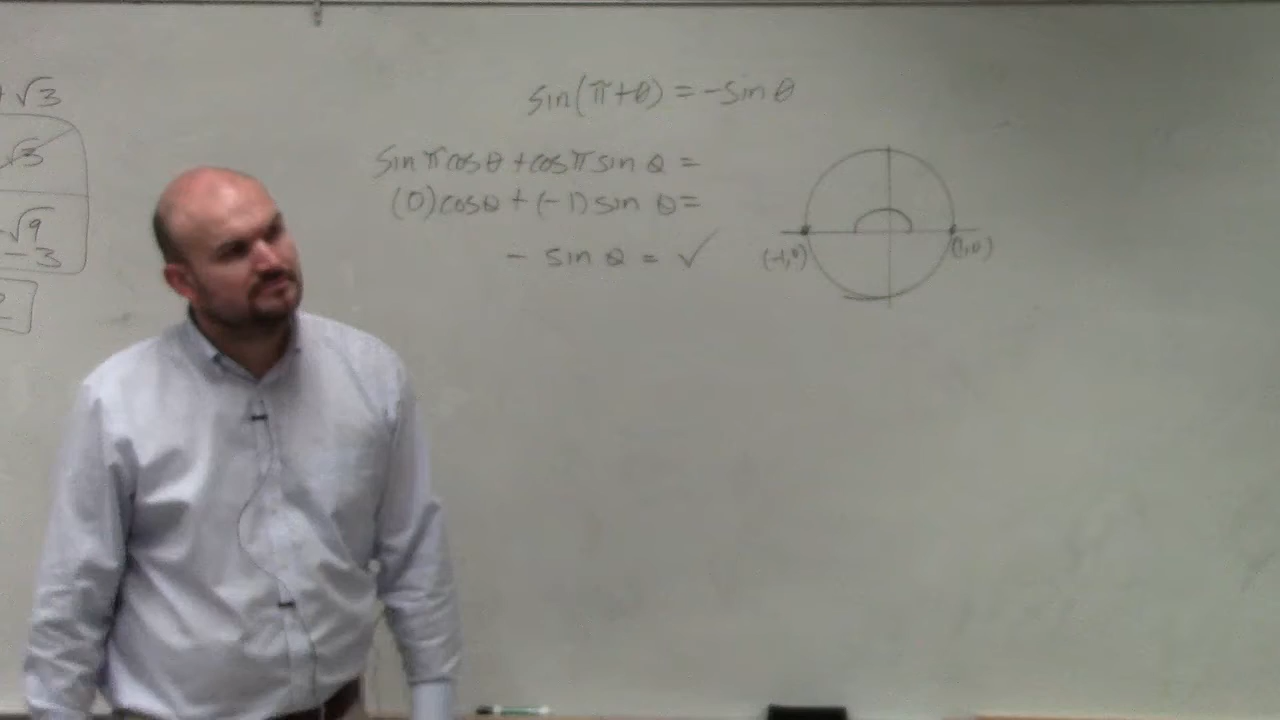 √3
√3
√9
- 3
sin(π+θ) = -sin θ
sin π cos θ + cos π sin θ =
(0) cos θ + (-1) sin θ =
- sin θ = ✓
(-1,0)
(1,0)